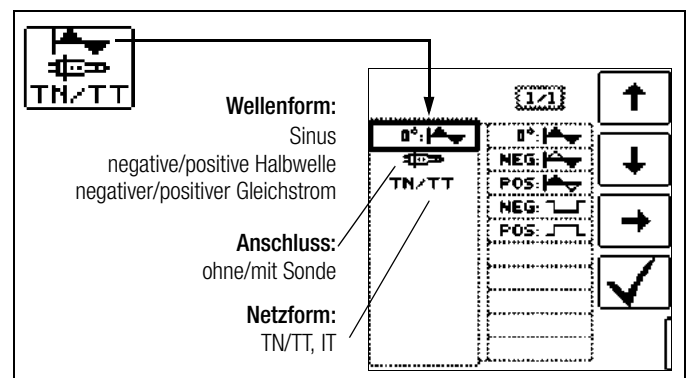 TN/TT
Wellenform:
Sinus
negative/positive Halbwelle
negativer/positiver Gleichstrom
Anschluss:
ohne/mit Sonde
Netzform:
TN/TT, IT
1/1
0°:
TN/TT
0°:
NEG:
POS:
NEG:
POS: